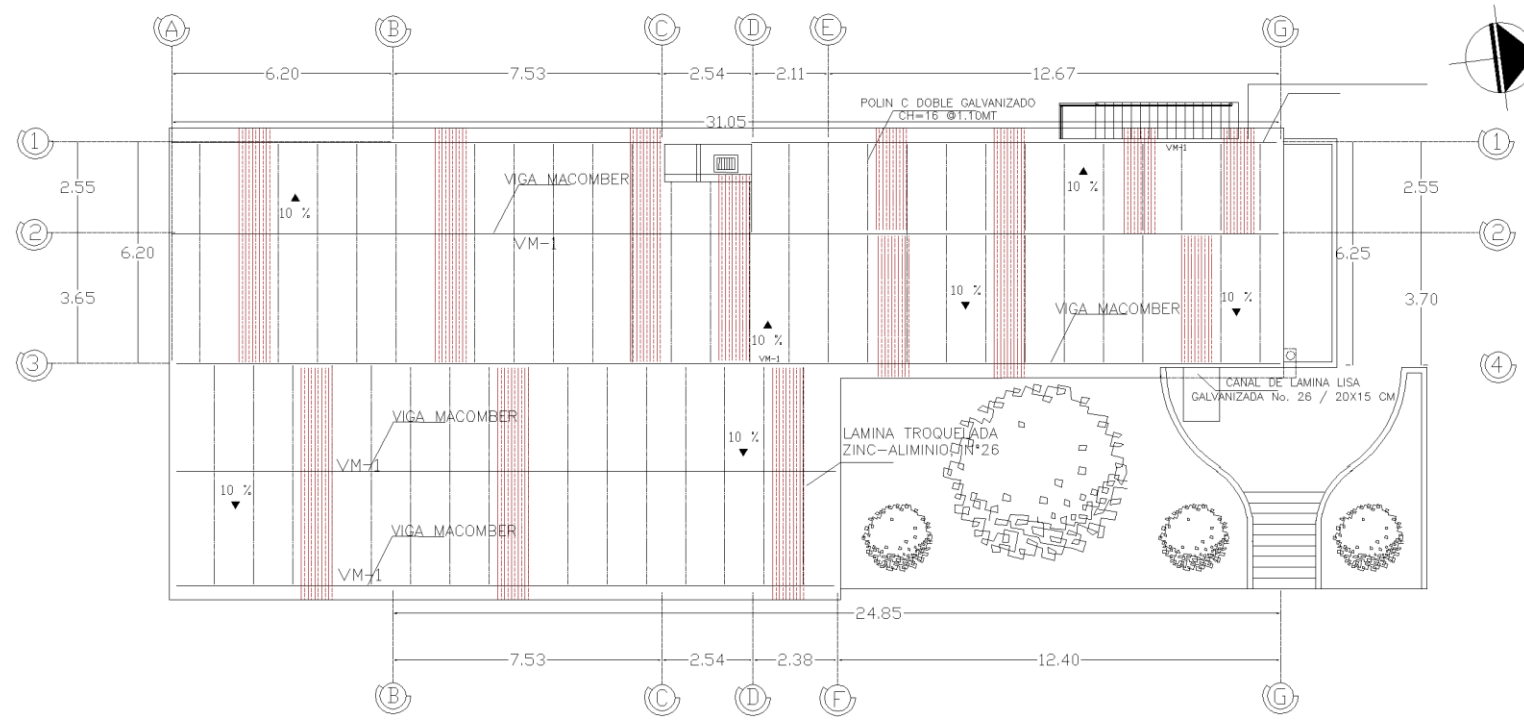 A B C D E G
6.20 7.53 2.54 2.11 12.67
POLIN C DOBLE GALVANIZADO
CH=16 @1.10MT
31.05
1 1
VM-1
2.55 2.55
VIGA MACOMBER
10 % 10 %
2 2
VM-1
6.20 6.25
3.65 3.70
10 % 10 %
VIGA MACOMBER
10 %
VM-1
3 4
CANAL DE LAMINA LISA
GALVANIZADA No. 26 / 20X15 CM
VIGA MACOMBER
LAMINA TROQUELADA
10 %
ZINC-ALIMINIO N°26
VM-1
10 %
VIGA MACOMBER
VM-1
24.85
7.53 2.54 2.38 12.40
B C D F G